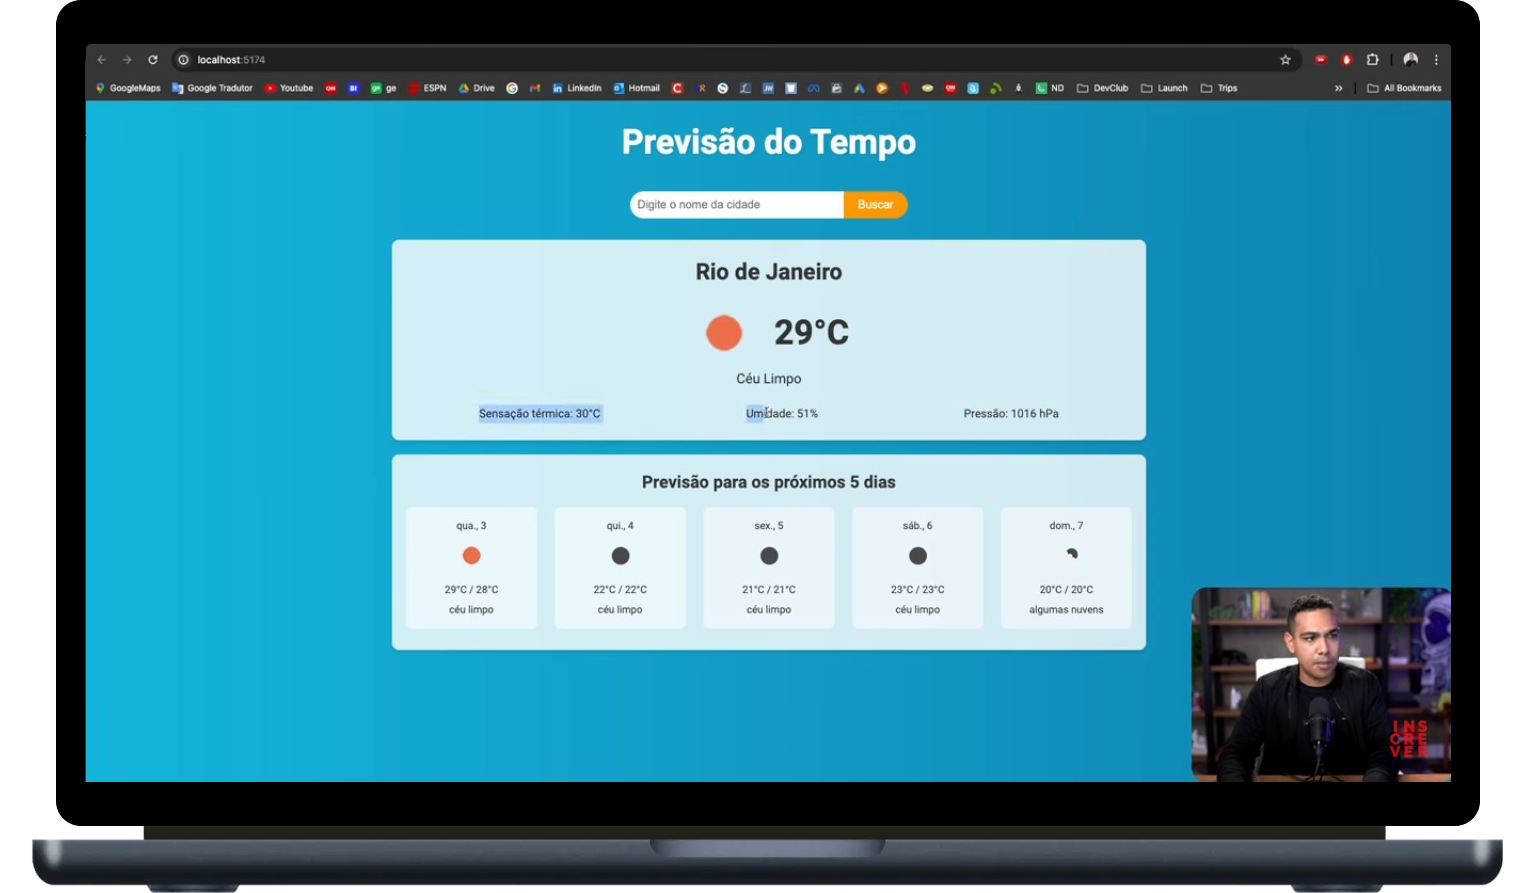 localhost:5174
GoogleMaps Google Tradutor Youtube ge ESPN Drive LinkedIn Hotmail ND DevClub Launch Trips » All Bookmarks
Previsão do Tempo
Digite o nome da cidade Buscar
Rio de Janeiro
29°C
Céu Limpo
Sensação térmica: 30°C Umidade: 51% Pressão: 1016 hPa
Previsão para os próximos 5 dias
qua., 3 qui., 4 sex., 5 sáb., 6 dom., 7
29°C / 28°C 22°C / 22°C 21°C / 21°C 23°C / 23°C 20°C / 20°C
céu limpo céu limpo céu limpo céu limpo algumas nuvens
INS
CRE
VER